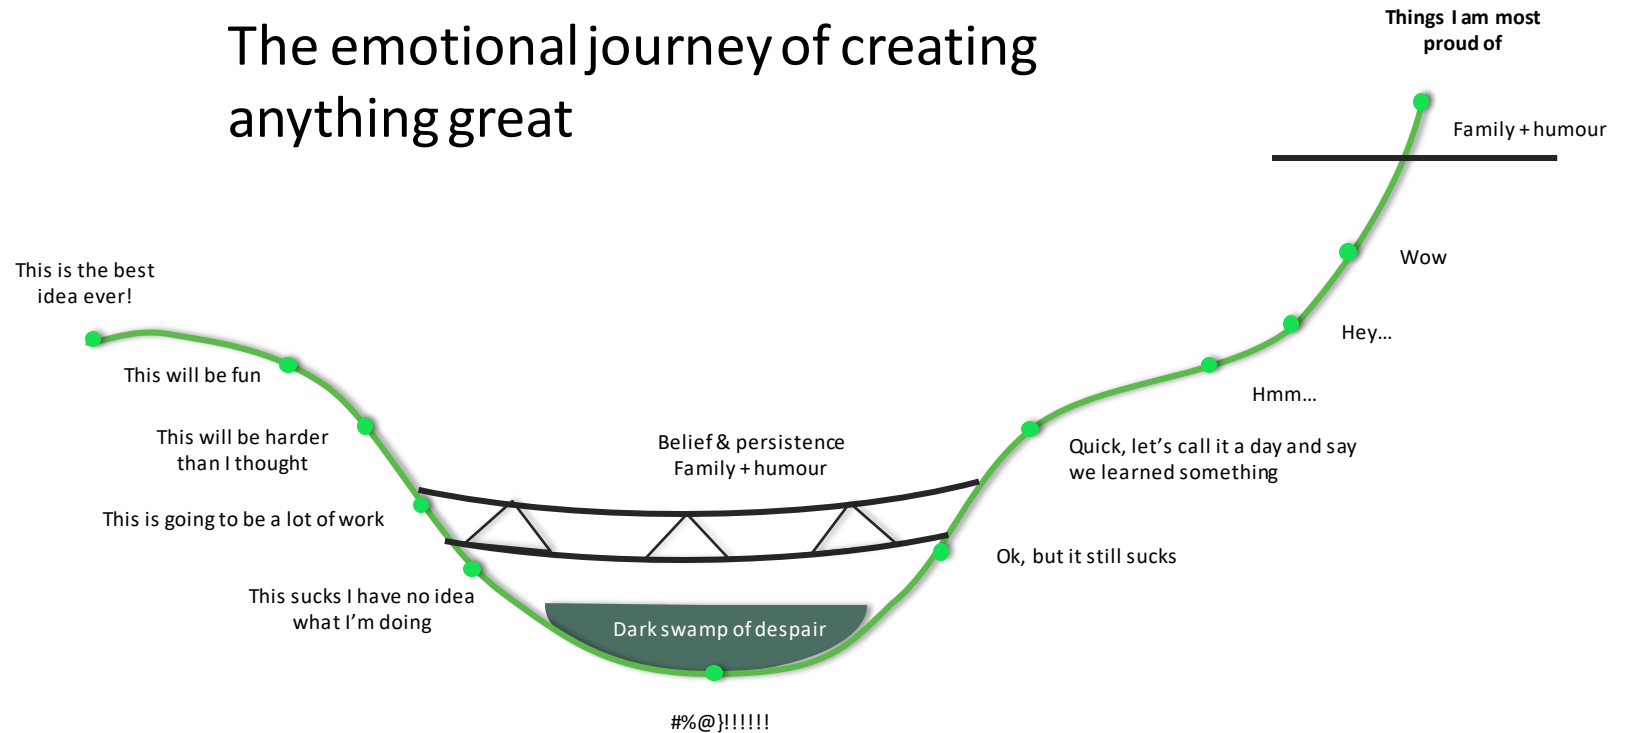 The emotional journey of creating
anything great
Things I am most
proud of
Family + humour
Wow
Hey...
Hmm...
This is the best
idea ever!
This will be fun
This will be harder
than I thought
This is going to be a lot of work
This sucks I have no idea
what I'm doing
Belief & persistence
Family + humour
Dark swamp of despair
#%@}!!!!!!
Ok, but it still sucks
Quick, let's call it a day and say
we learned something